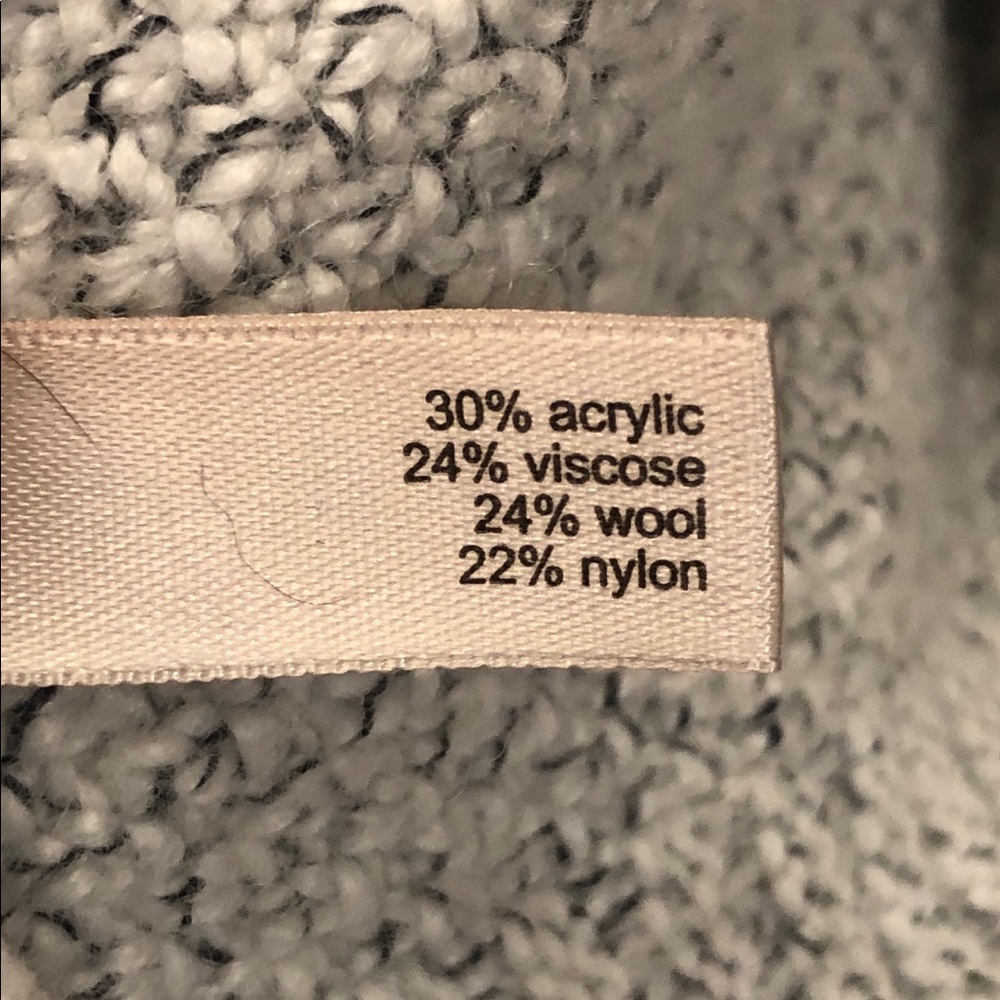 30% acrylic
24% viscose
24% wool
22% nylon